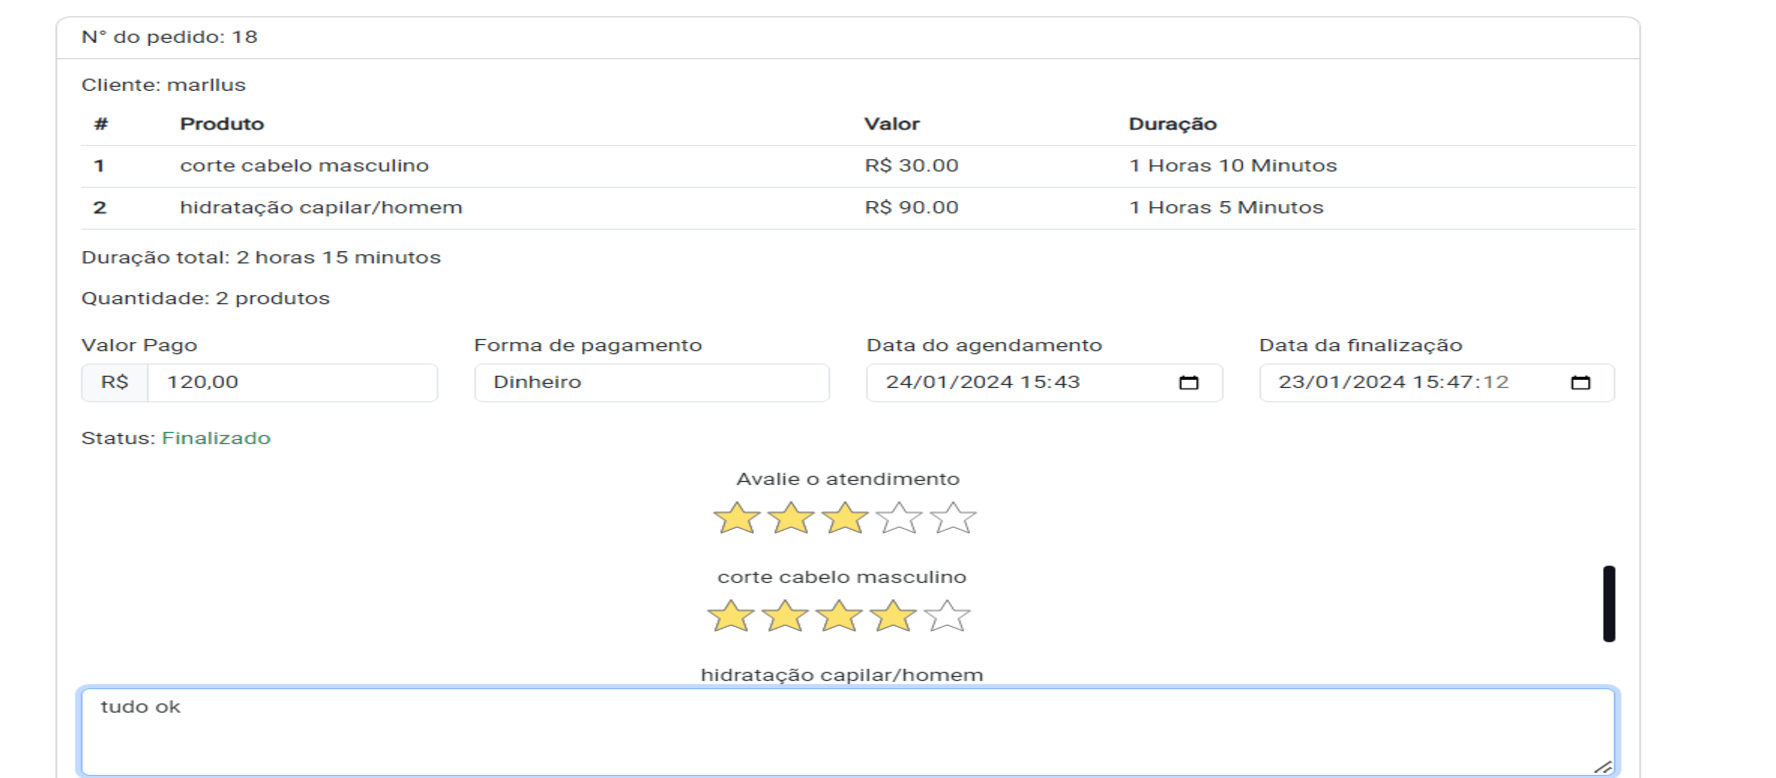 N° do pedido: 18
Cliente: marllus
# Produto Valor Duração
1 corte cabelo masculino R$ 30.00 1 Horas 10 Minutos
2 hidratação capilar/homem R$ 90.00 1 Horas 5 Minutos
Duração total: 2 horas 15 minutos
Quantidade: 2 produtos
Valor Pago Forma de pagamento Data do agendamento Data da finalização
R$ 120,00 Dinheiro 24/01/2024 15:43 23/01/2024 15:47:12
Status: Finalizado
Avalie o atendimento
corte cabelo masculino
hidratação capilar/homem
tudo ok